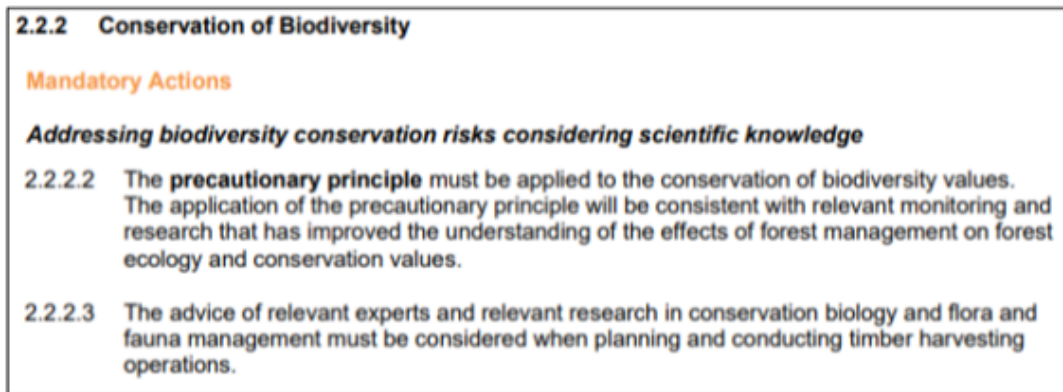 2.2.2 Conservation of Biodiversity
Mandatory Actions
Addressing biodiversity conservation risks considering scientific knowledge
2.2.2.2 The precautionary principle must be applied to the conservation of biodiversity values.
The application of the precautionary principle will be consistent with relevant monitoring and
research that has improved the understanding of the effects of forest management on forest
ecology and conservation values.
2.2.2.3 The advice of relevant experts and relevant research in conservation biology and flora and
fauna management must be considered when planning and conducting timber harvesting
operations.